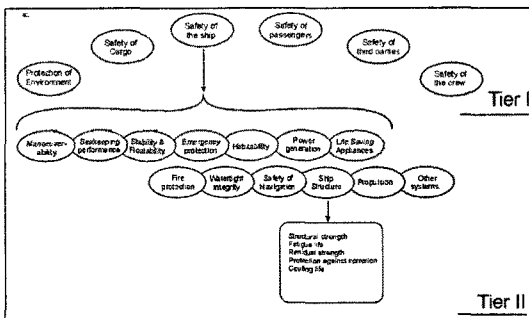 Safety of
the ship
Safety of
passengers
Safety of
Cargo
Safety of
third parties
Protection of
Environment
Safety of
the crew
Tier I
Manoeuver-
ability
Seakeeping
performance
Stability &
Floatability
Emergency
protection
Habitability
Power
generation
Life Saving
Appliances
Fire
protection
Watertight
integrity
Safety of
Navigation
Ship
Structure
Propulsion
Other
systems
Structural strength
Fatigue life
Residual strength
Protection against corrosion
Coating life
Tier II